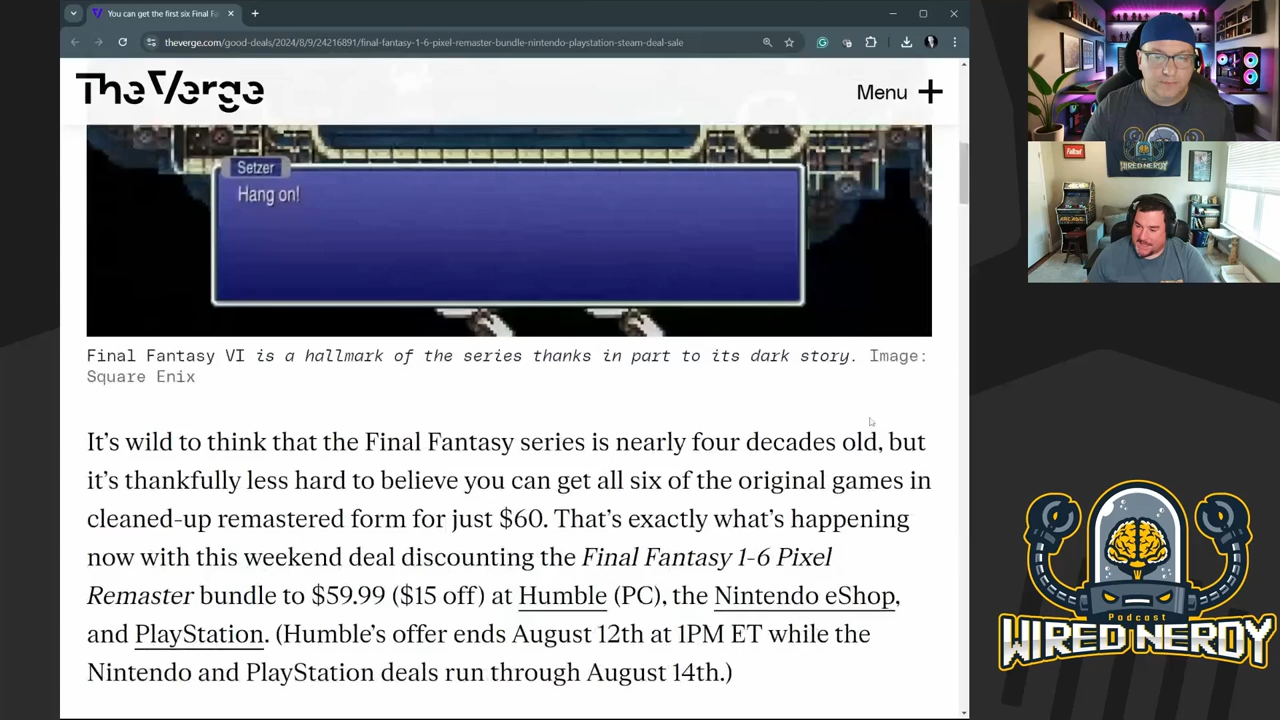 You can get the first six Final Fa
theverge.com/good-deals/2024/8/9/24216891/final-fantasy-1-6-pixel-remaster-bundle-nintendo-playstation-steam-deal-sale
TheVerge
Menu
Setzer
Hang on!
Final Fantasy VI is a hallmark of the series thanks in part to its dark story. Image:
Square Enix
It's wild to think that the Final Fantasy series is nearly four decades old, but
it's thankfully less hard to believe you can get all six of the original games in
cleaned-up remastered form for just $60. That's exactly what's happening
now with this weekend deal discounting the Final Fantasy 1-6 Pixel
Remaster bundle to $59.99 ($15 off) at Humble (PC), the Nintendo eShop,
and PlayStation. (Humble's offer ends August 12th at 1PM ET while the
Nintendo and PlayStation deals run through August 14th.)
WIRED NERDY
Fallout
ARCADE
Podcast
WIRED NERDY